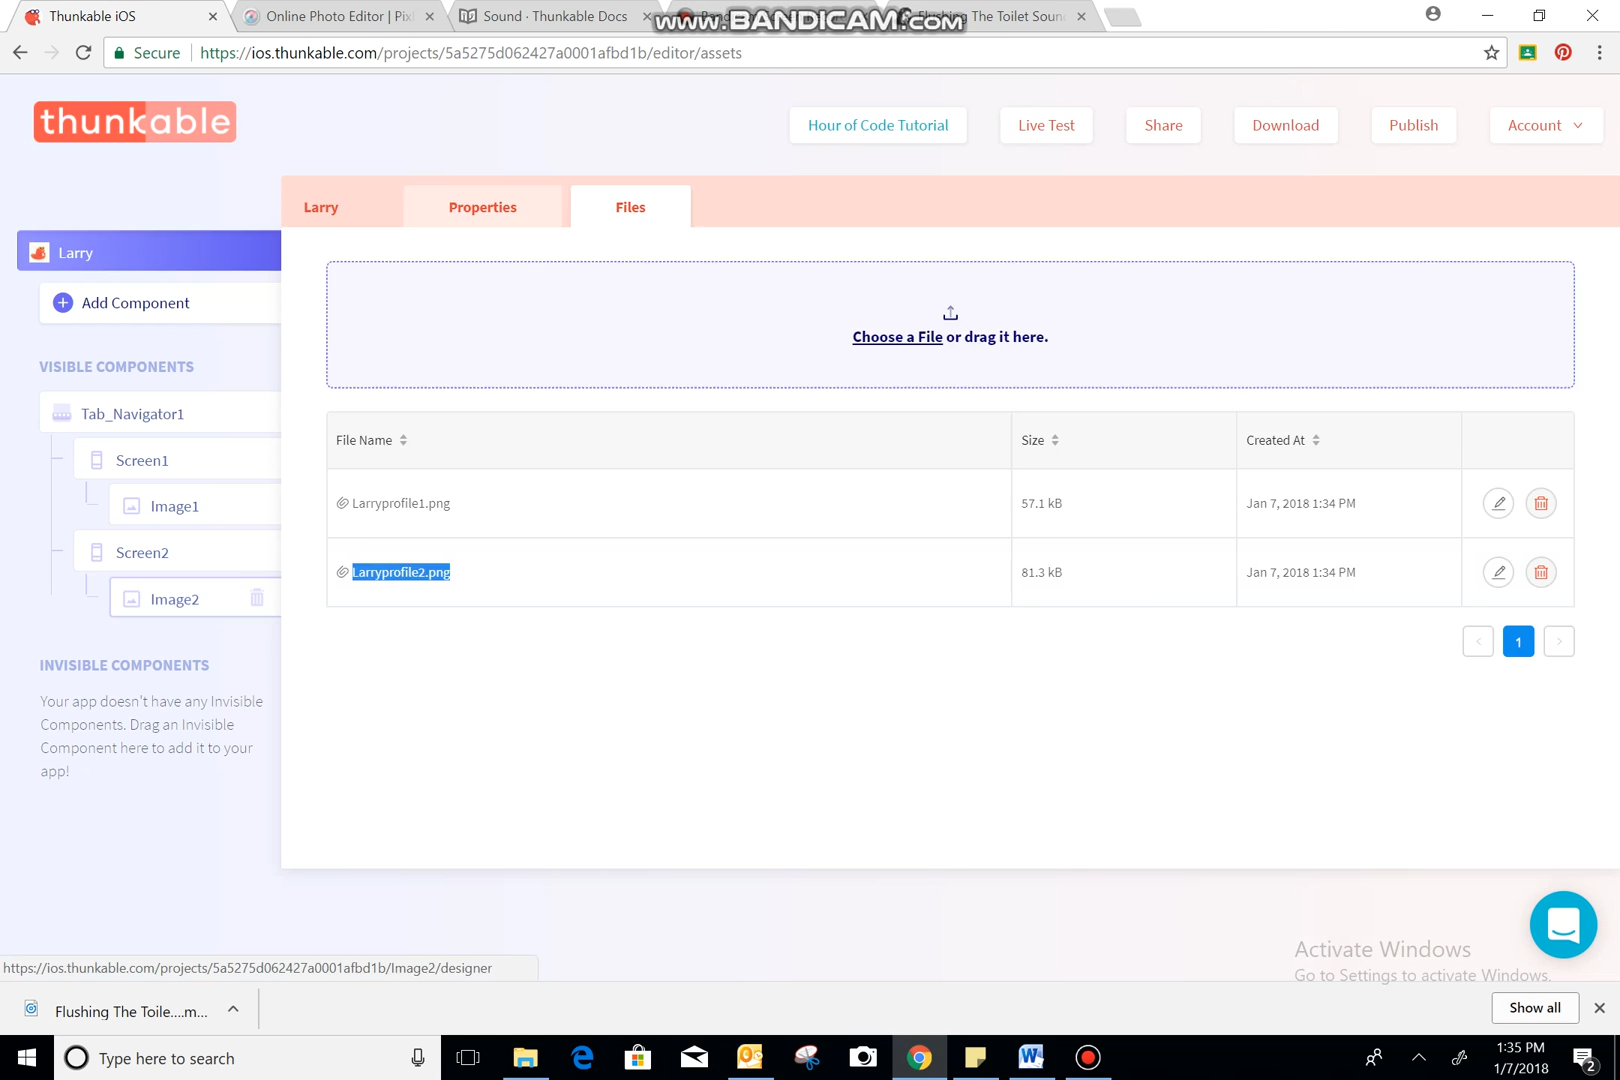 Thunkable iOS
Online Photo Editor | Pixl
Sound · Thunkable Docs
www.BANDICAM.com
Flushing The Toilet Soun
Secure
https://ios.thunkable.com/projects/5a5275d062427a0001afbd1b/editor/assets
thunkable
Hour of Code Tutorial
Live Test
Share
Download
Publish
Account
Larry
Properties
Files
Larry
Add Component
Choose a File or drag it here.
VISIBLE COMPONENTS
Tab_Navigator1
File Name
Size
Created At
Screen1
Image1
Larryprofile1.png
57.1 kB
Jan 7, 2018 1:34 PM
Screen2
Larryprofile2.png
81.3 kB
Jan 7, 2018 1:34 PM
Image2
1
INVISIBLE COMPONENTS
Your app doesn't have any Invisible
Components. Drag an Invisible
Component here to add it to your
app!
Activate Windows
Go to Settings to activate Windows.
https://ios.thunkable.com/projects/5a5275d062427a0001afbd1b/Image2/designer
Flushing The Toile....m...
Show all
Type here to search
1:35 PM
1/7/2018
2